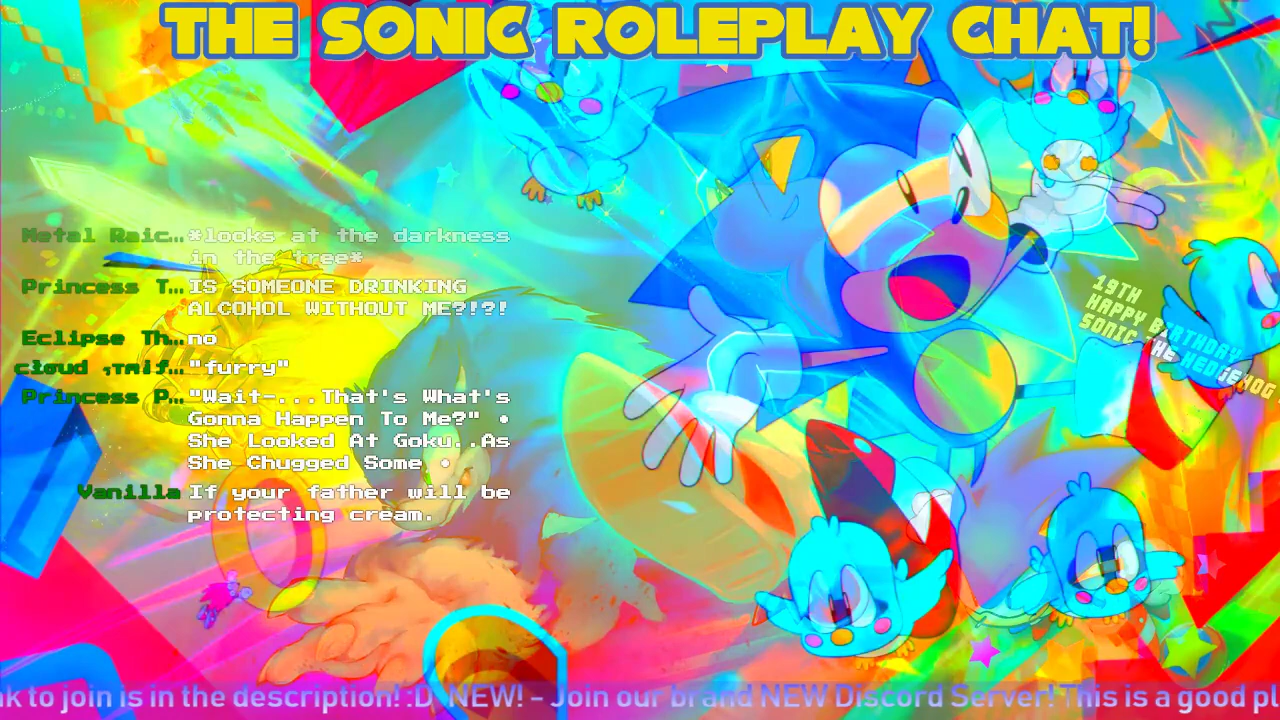 THE SONIC ROLEPLAY CHAT!
Metal Raic... *looks at the darkness
in the tree*
Princess T... IS SOMEONE DRINKING
ALCOHOL WITHOUT ME?!?!
Eclipse Th... no
cloud ,TMif... "furry"
Princess P... "Wait-...That's What's
Gonna Happen To Me?" •
She Looked At Goku..As
She Chugged Some •
Vanilla If your father will be
protecting cream.
19TH
HAPPY BIRTHDAY
SONIC THE HEDGEHOG
nk to join is in the description! :D NEW! - Join our brand NEW Discord Server! This is a good pl